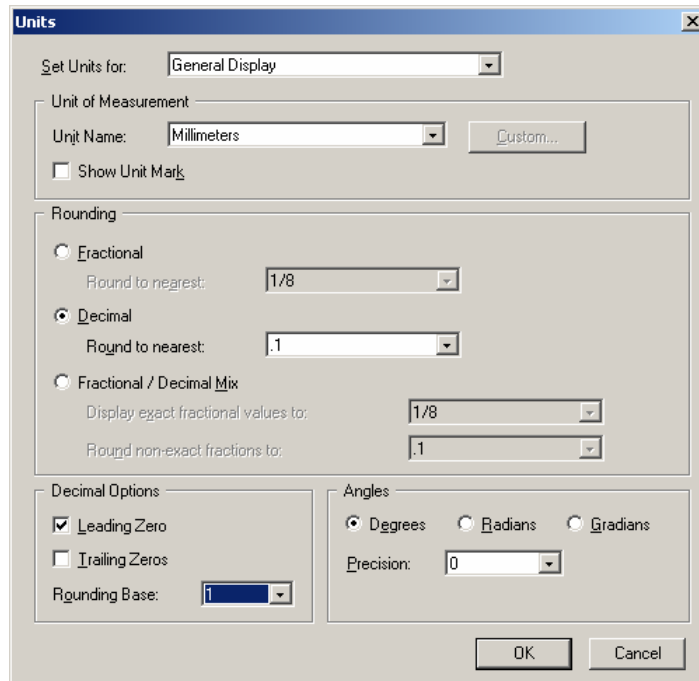 Units
Set Units for: General Display
Unit of Measurement
Unit Name: Millimeters Custom...
Show Unit Mark
Rounding
Fractional
Round to nearest: 1/8
Decimal
Round to nearest: .1
Fractional / Decimal Mix
Display exact fractional values to: 1/8
Round non-exact fractions to: .1
Decimal Options
Leading Zero
Trailing Zeros
Rounding Base: 1
Angles
Degrees Radians Gradians
Precision: 0
OK Cancel